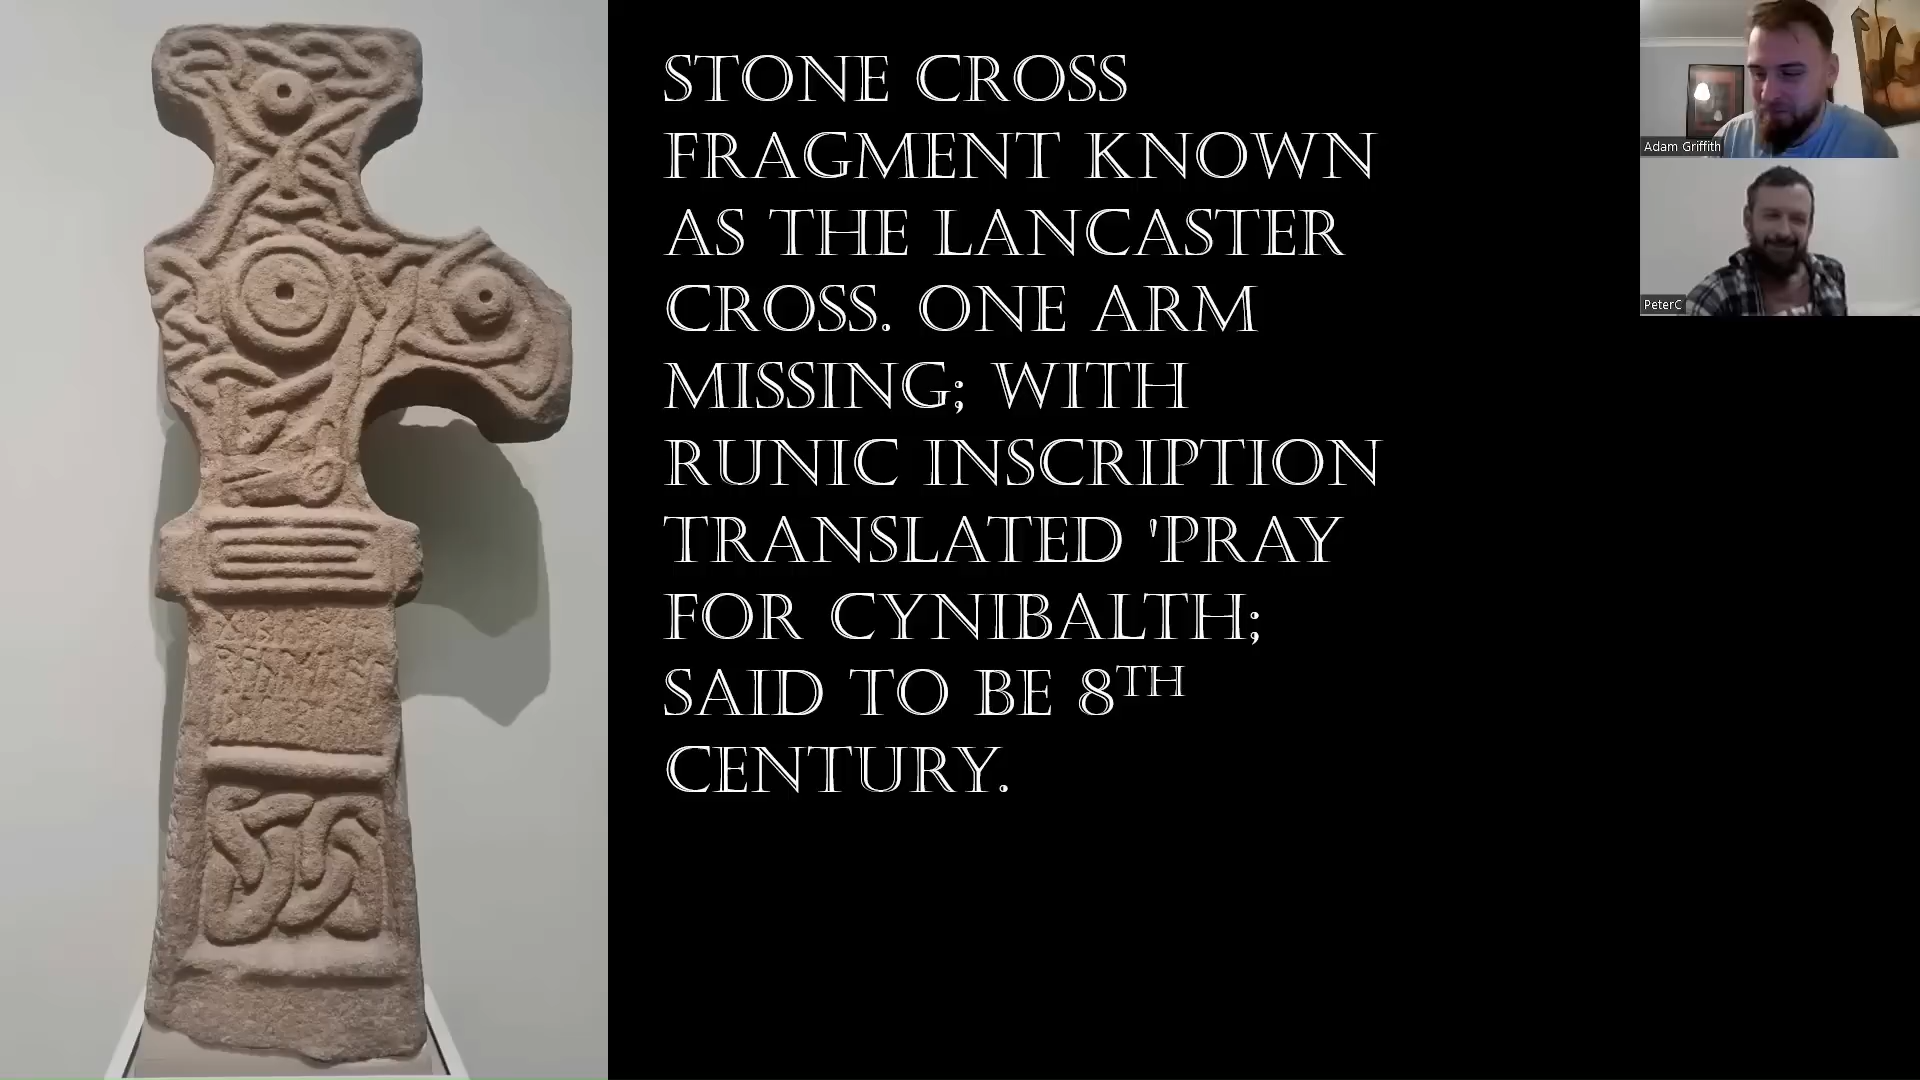 STONE CROSS
FRAGMENT KNOWN
AS THE LANCASTER
CROSS. ONE ARM
MISSING; WITH
RUNIC INSCRIPTION
TRANSLATED 'PRAY
FOR CYNIBALTH;
SAID TO BE 8TH
CENTURY.
Adam Griffith
PeterC